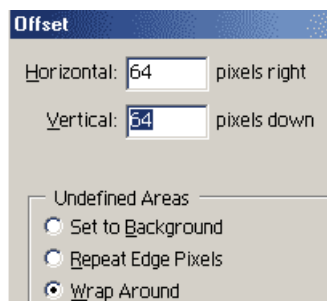 Offset
Horizontal: 64 pixels right
Vertical: 64 pixels down
Undefined Areas
Set to Background
Repeat Edge Pixels
Wrap Around